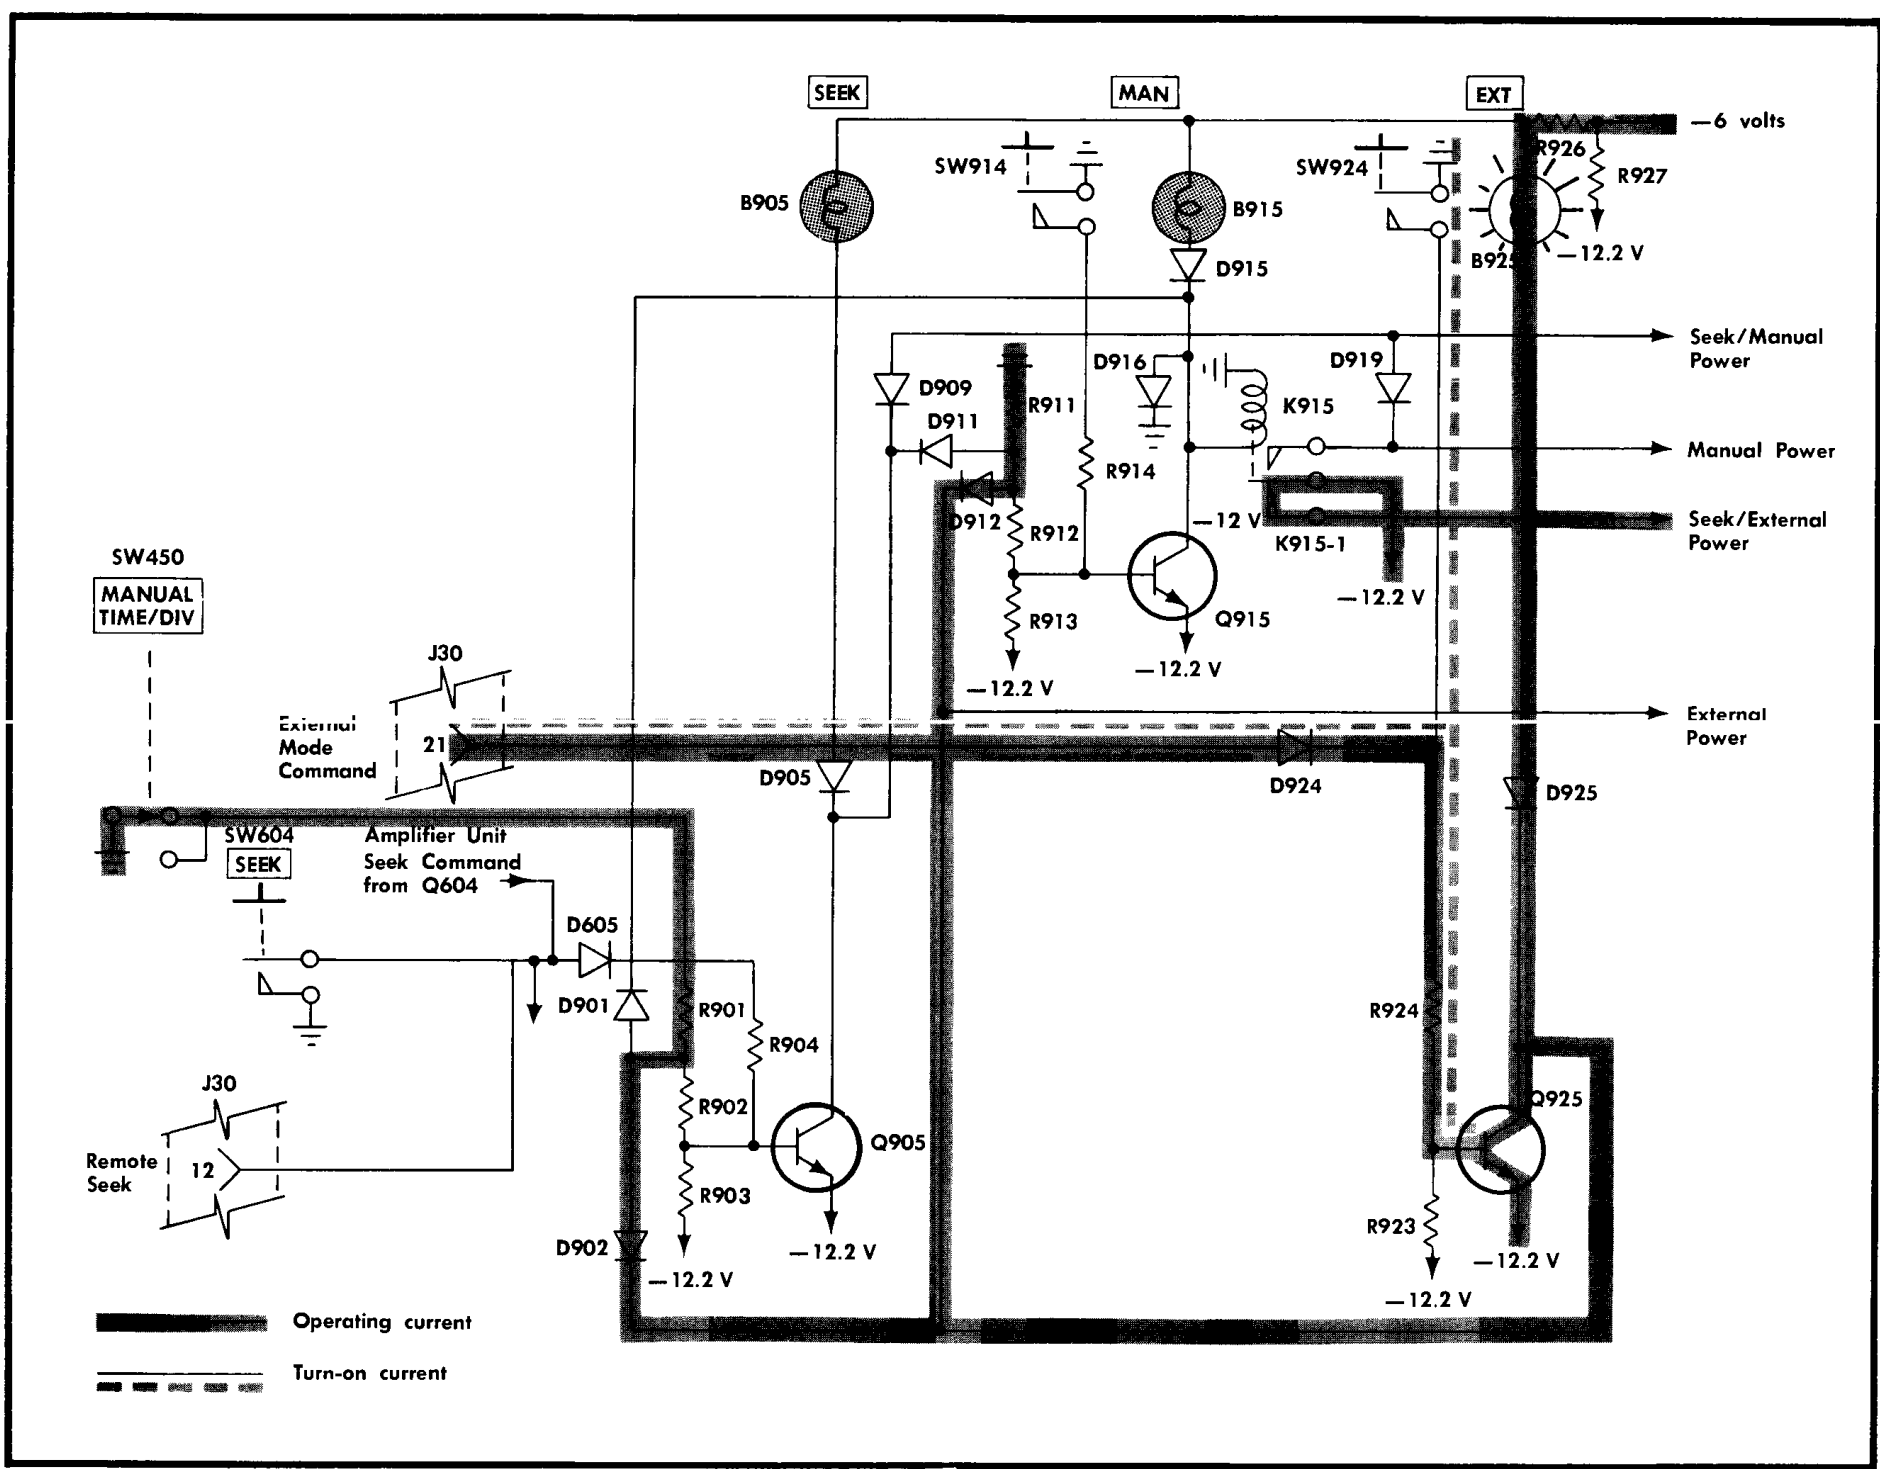 SEEK
MAN
EXT
—6 volts
SW914
SW924
R926
R927
B905
B915
B925
—12.2 V
D915
Seek/Manual
Power
D916
D919
D909
R911
K915
D911
Manual Power
R914
D912
R912
—12 V
K915-1
Seek/External
Power
SW450
MANUAL
TIME/DIV
—12.2 V
R913
Q915
J30
—12.2 V
—12.2 V
External
Mode
Command
21
External
Power
D905
D924
D925
SW604
SEEK
Amplifier Unit
Seek Command
from Q604
D605
D901
R901
R904
R924
J30
R902
Q925
Q905
Remote
Seek
12
R903
R923
D902
—12.2 V
—12.2 V
—12.2 V
—12.2 V
Operating current
Turn-on current